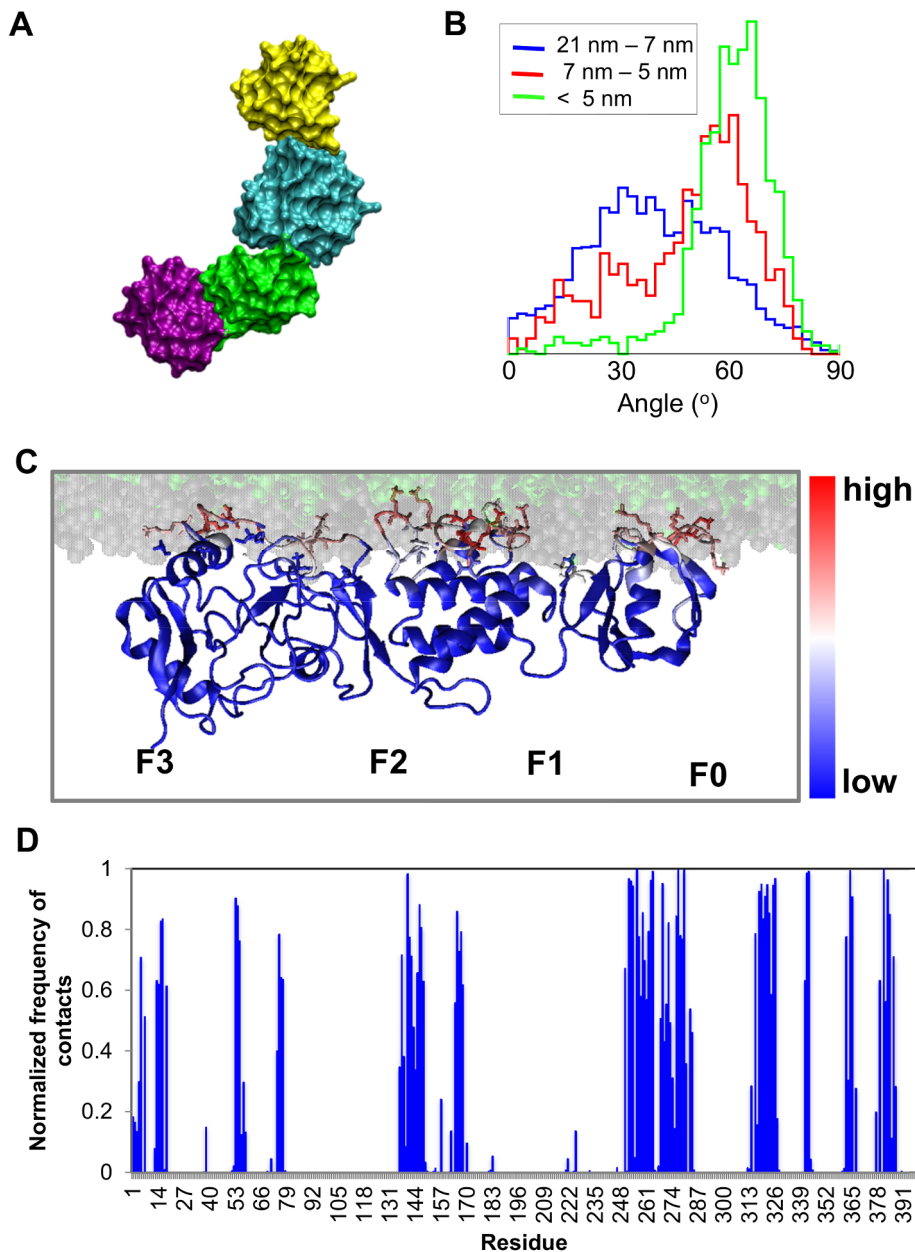 A
B
21 nm – 7 nm
7 nm – 5 nm
< 5 nm
0 30 60 90
Angle (o)
C
high
low
F3 F2 F1 F0
D
Normalized frequency of
contacts
1
0.8
0.6
0.4
0.2
0
1 14 27 40 53 66 79 92 105 118 131 144 157 170 183 196 209 222 235 248 261 274 287 300 313 326 339 352 365 378 391
Residue